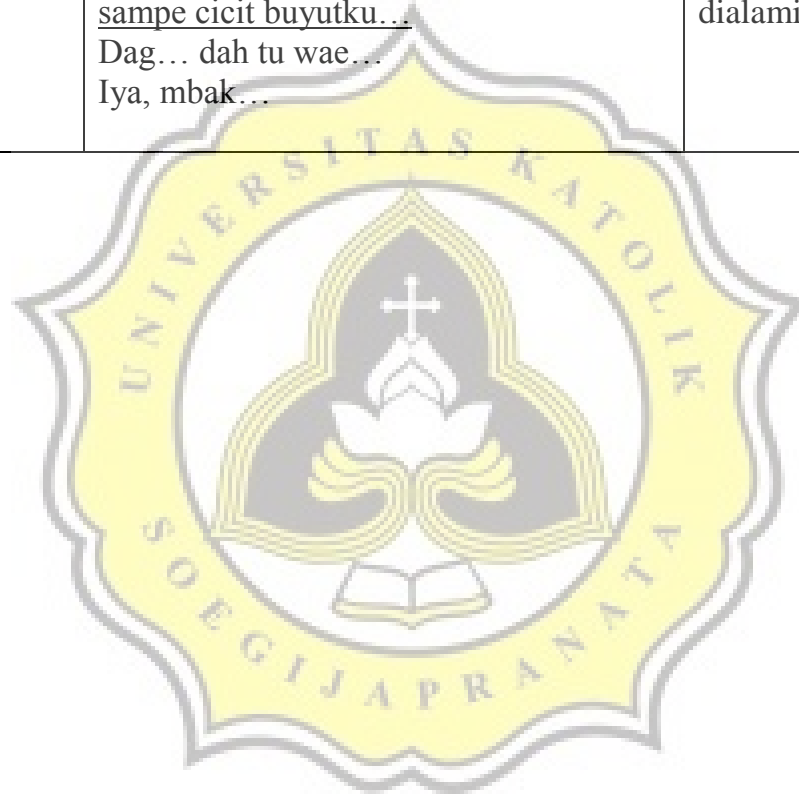 sampe cicit buyutku… dialami
Dag… dah tu wae…
Iya, mbak…
UNIVERSITAS KATOLIK
SOEGIJAPRANATA